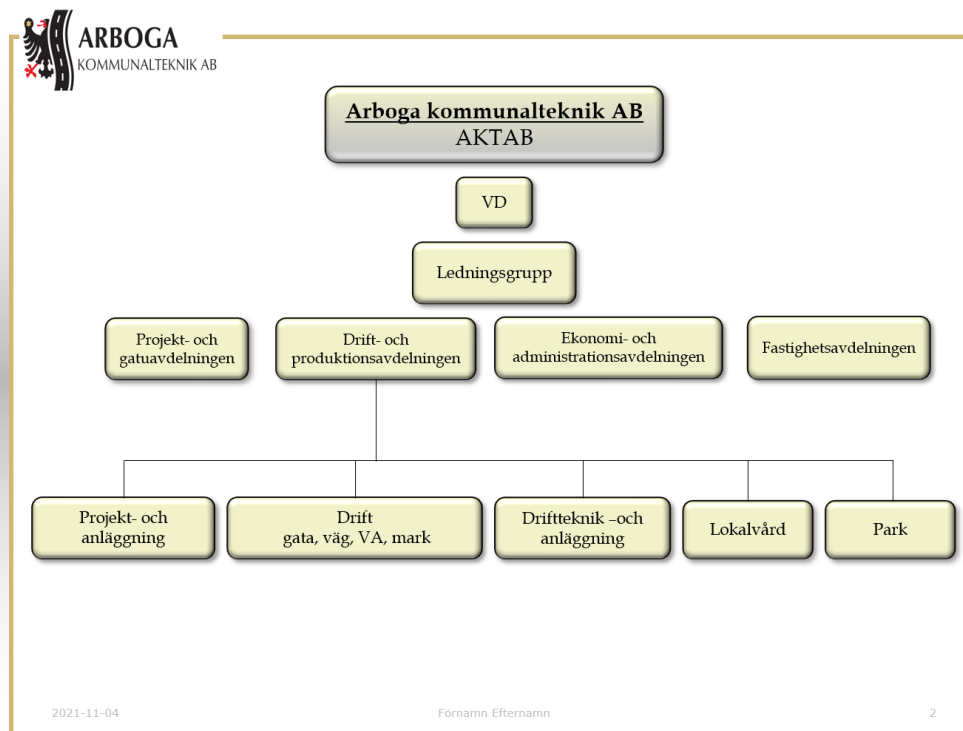 ARBOGA
KOMMUNALTEKNIK AB
Arboga kommunalteknik AB
AKTAB
VD
Ledningsgrupp
Projekt- och
gatuavdelningen
Drift- och
produktionsavdelningen
Ekonomi- och
administrationsavdelningen
Fastighetsavdelningen
Projekt- och
anläggning
Drift
gata, väg, VA, mark
Driftteknik –och
anläggning
Lokalvård
Park
2021-11-04
Förnamn Efternamn
2